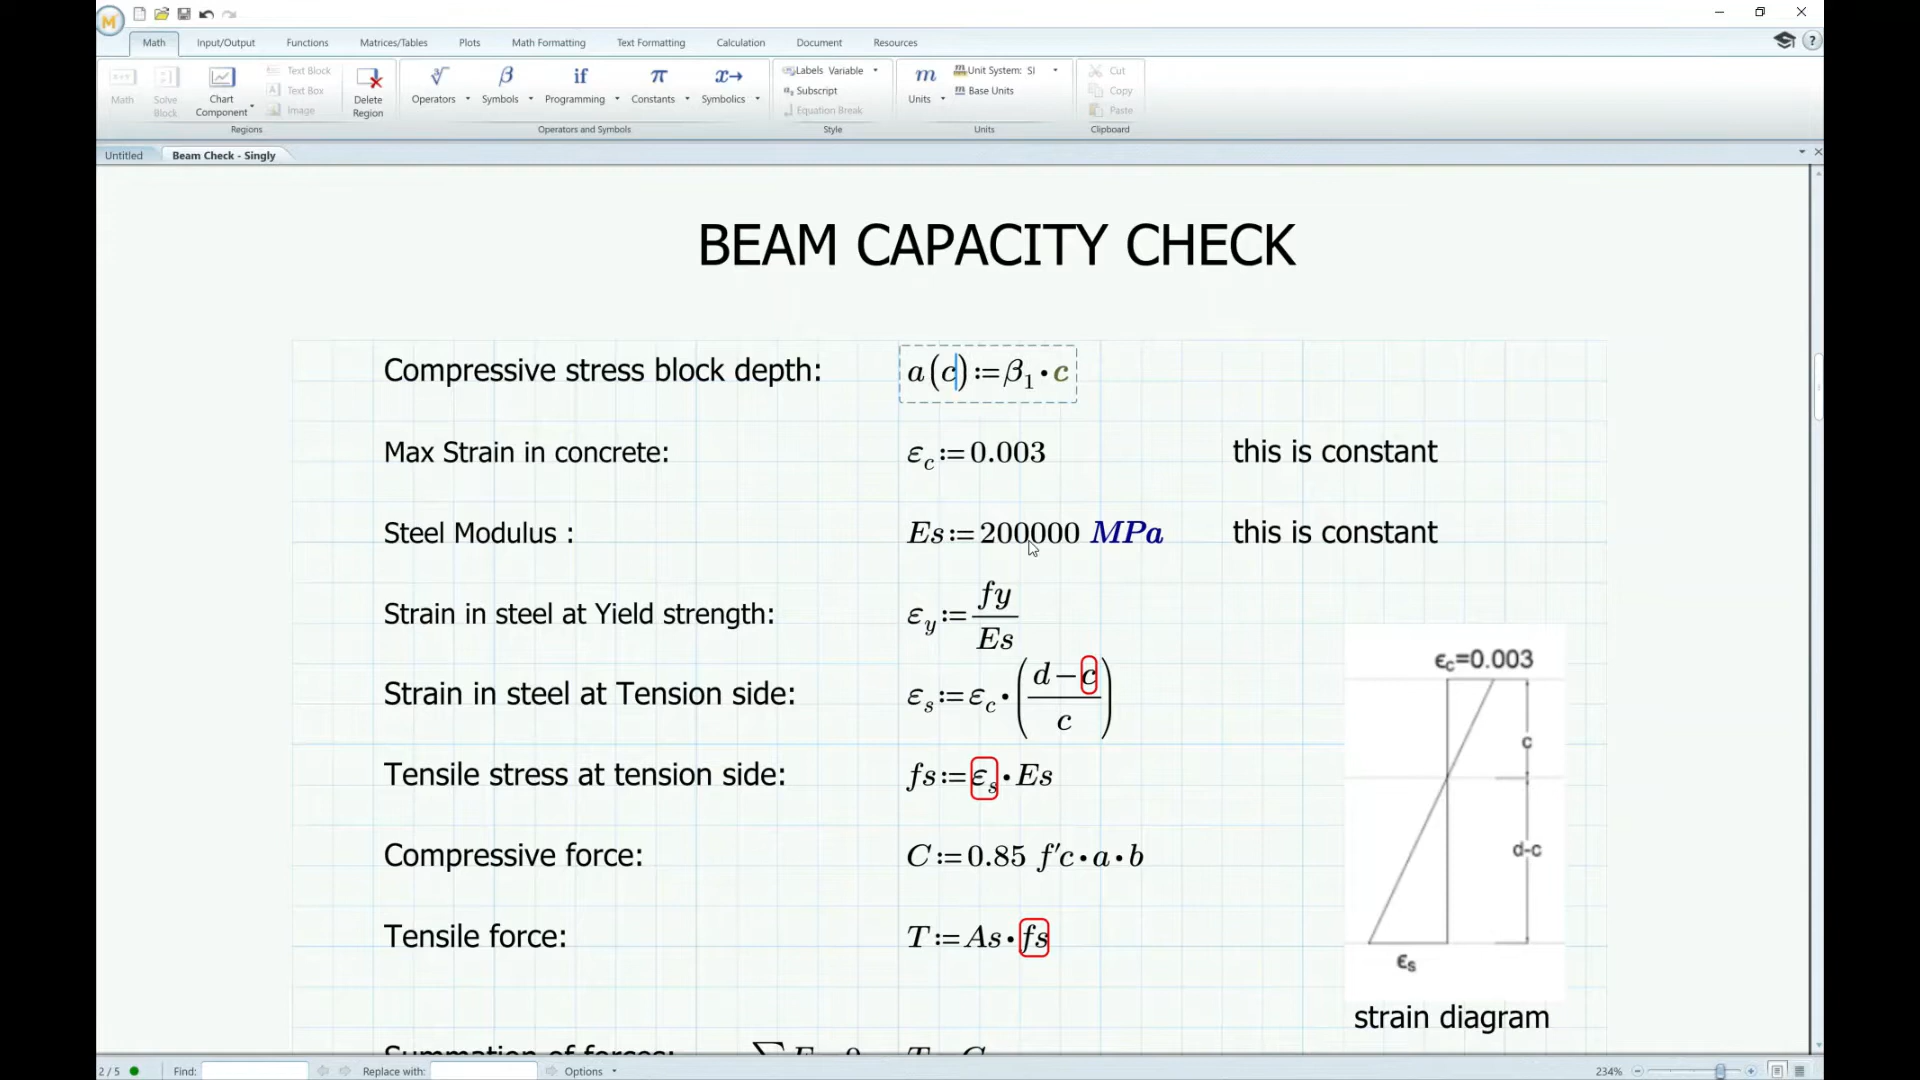 M
Math Input/Output Functions Matrices/Tables Plots Math Formatting Text Formatting Calculation Document Resources
?
Math Solve Block Chart Component Text Block Text Box Image Delete Region
Operators Symbols if Programming Constants Symbolics
Labels Variable Subscript Equation Break
Units Unit System: SI Base Units
Cut Copy Paste
Regions Operators and Symbols Style Units Clipboard
Untitled Beam Check - Singly
BEAM CAPACITY CHECK
Compressive stress block depth: a(c):=β₁·c
Max Strain in concrete: ε_c:=0.003 this is constant
Steel Modulus : Es:=200000 MPa this is constant
Strain in steel at Yield strength: ε_y:=fy/Es
Strain in steel at Tension side: ε_s:=ε_c·((d−c)/c)
Tensile stress at tension side: fs:=ε_s·Es
Compressive force: C:=0.85 f'c·a·b
Tensile force: T:=As·fs
ϵc=0.003
c
d-c
ϵs
strain diagram
2 / 5 Find: Replace with: Options 234%